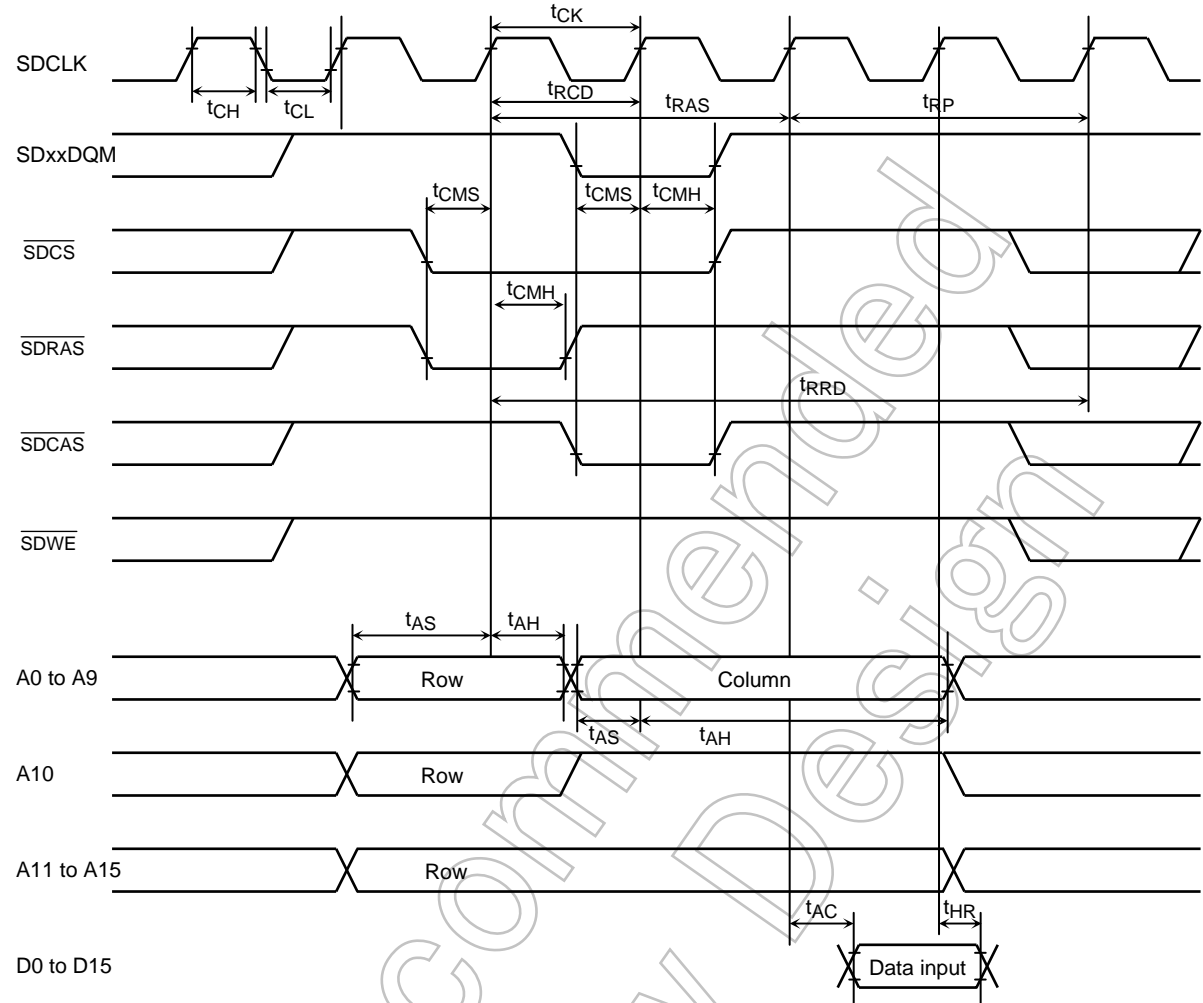 tCK
SDCLK
tRCD
tCH
tCL
tRAS
tRP
SDxxDQM
tCMS
tCMS
tCMH
SDCS
tCMH
SDRAS
tRRD
SDCAS
SDWE
tAS
tAH
A0 to A9
Row
Column
tAS
tAH
A10
Row
A11 to A15
Row
tAC
tHR
D0 to D15
Data input
commended
w Design